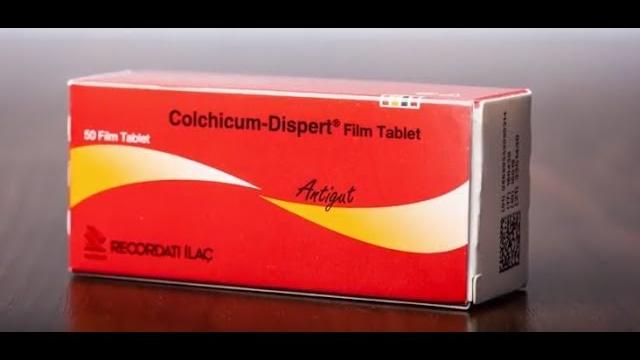 Colchicum-Dispert® Film Tablet
50 Film Tablet
Antigut
RECORDATI İLAÇ